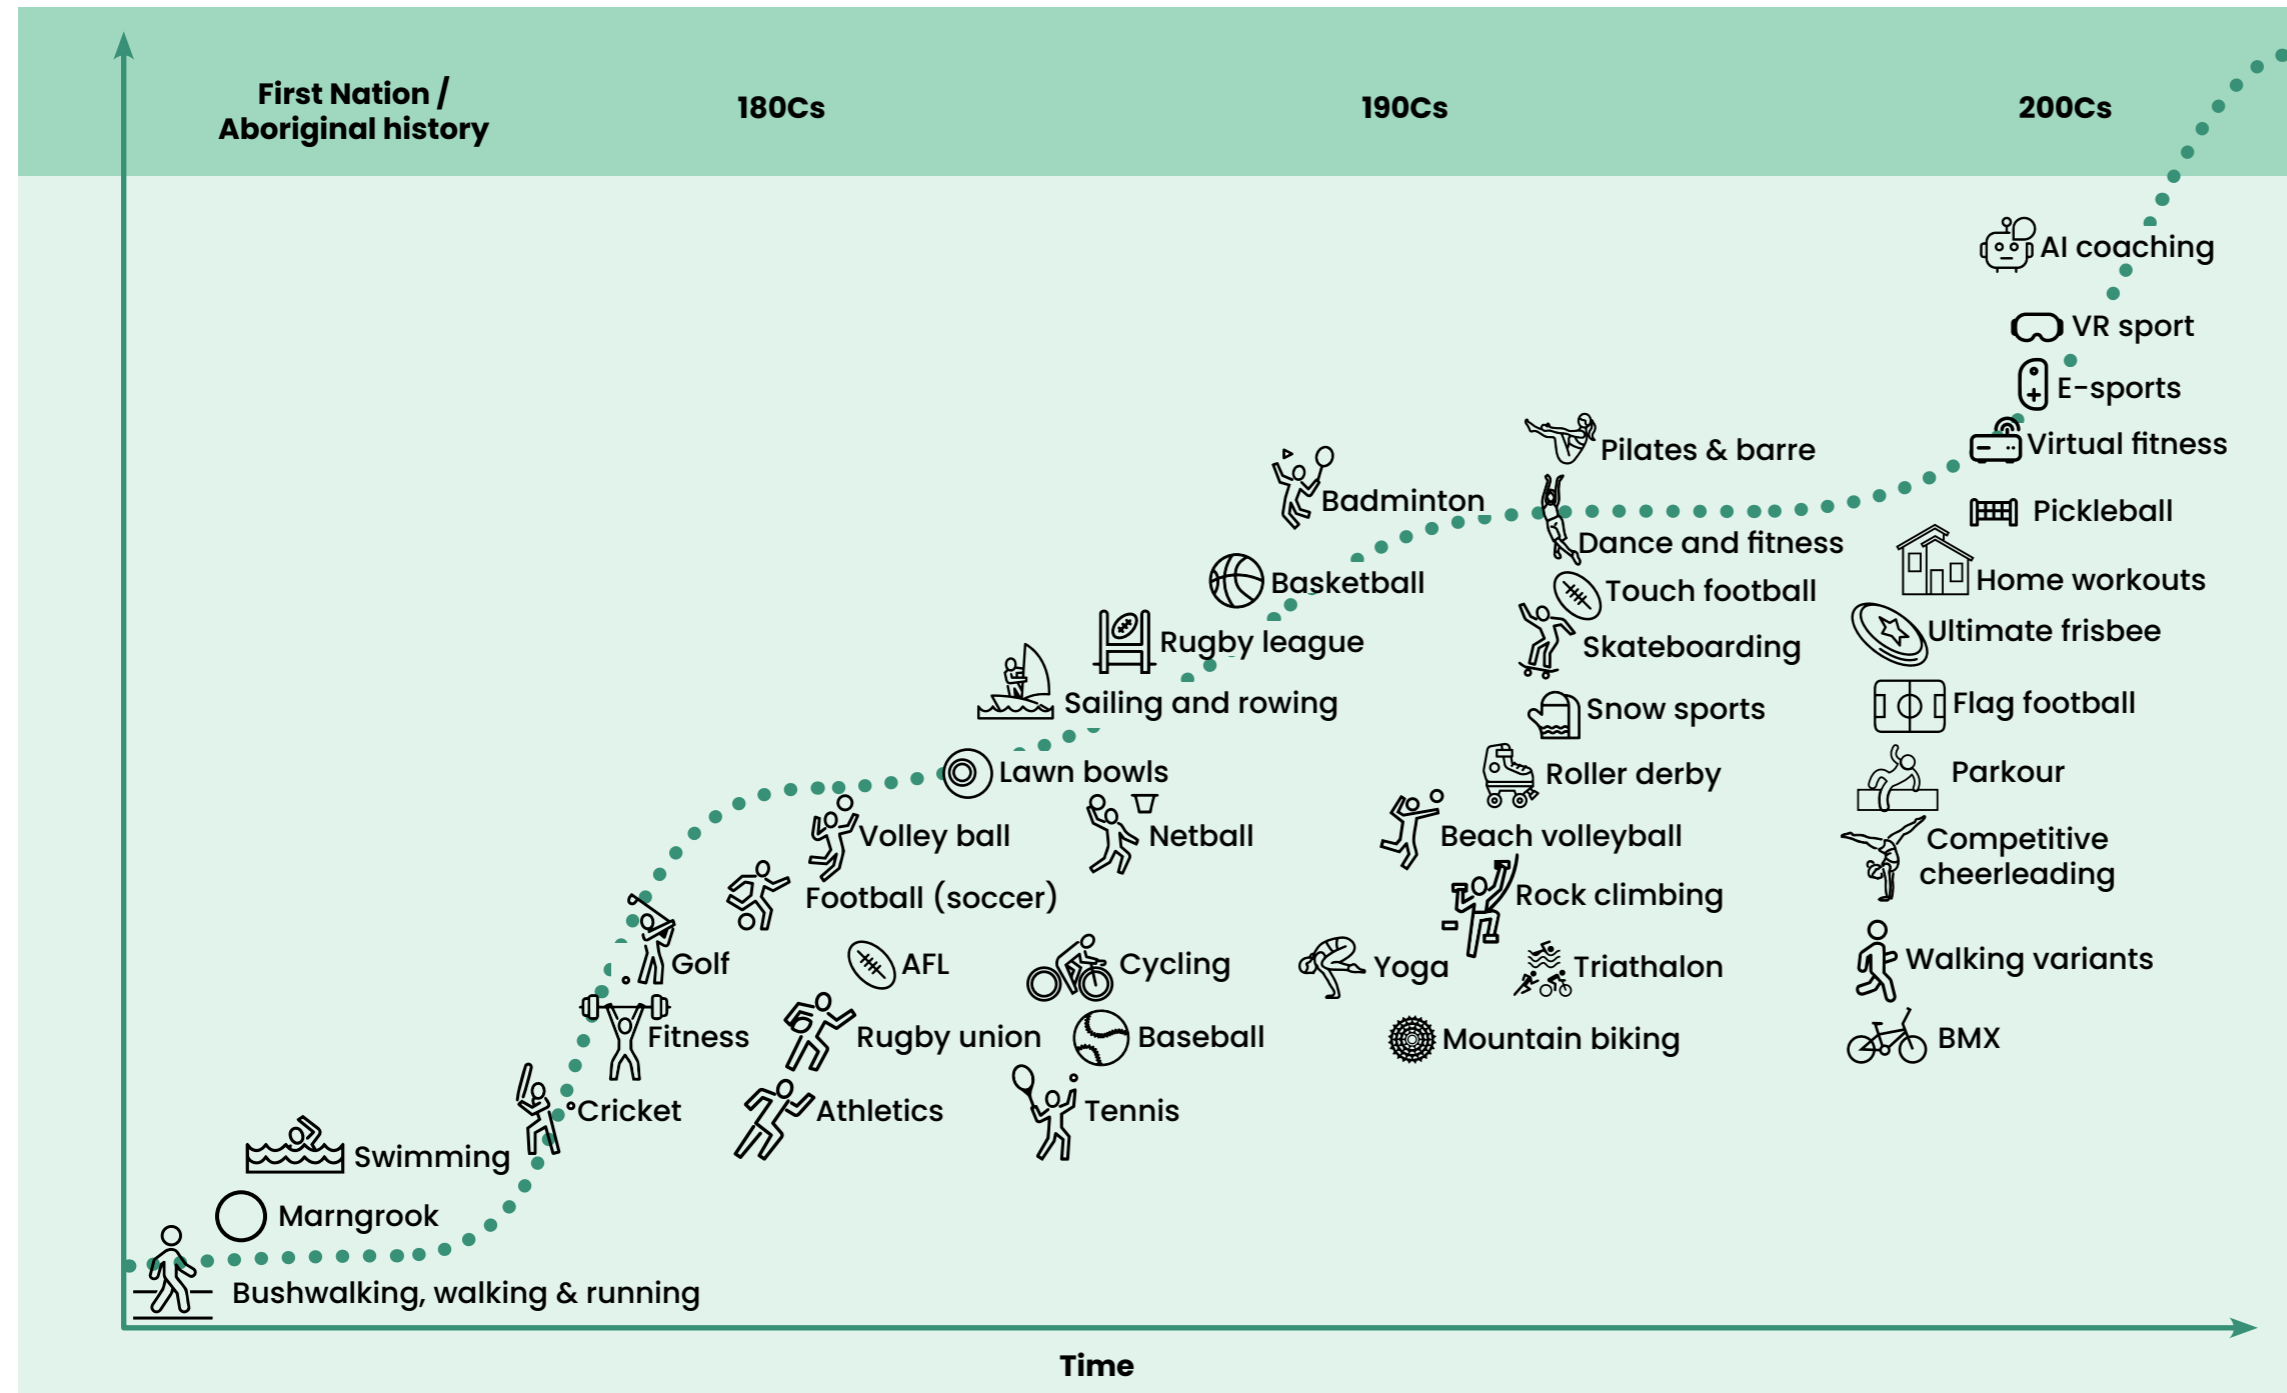 First Nation /
Aboriginal history
180Cs
190Cs
200Cs
AI coaching
VR sport
E-sports
Virtual fitness
Pilates & barre
Badminton
Pickleball
Dance and fitness
Home workouts
Basketball
Touch football
Ultimate frisbee
Rugby league
Skateboarding
Sailing and rowing
Snow sports
Flag football
Lawn bowls
Roller derby
Parkour
Volley ball
Netball
Beach volleyball
Competitive
cheerleading
Football (soccer)
Rock climbing
Golf
AFL
Cycling
Yoga
Triathalon
Walking variants
Fitness
Rugby union
Baseball
Mountain biking
BMX
Cricket
Athletics
Tennis
Swimming
Marngrook
Bushwalking, walking & running
Time